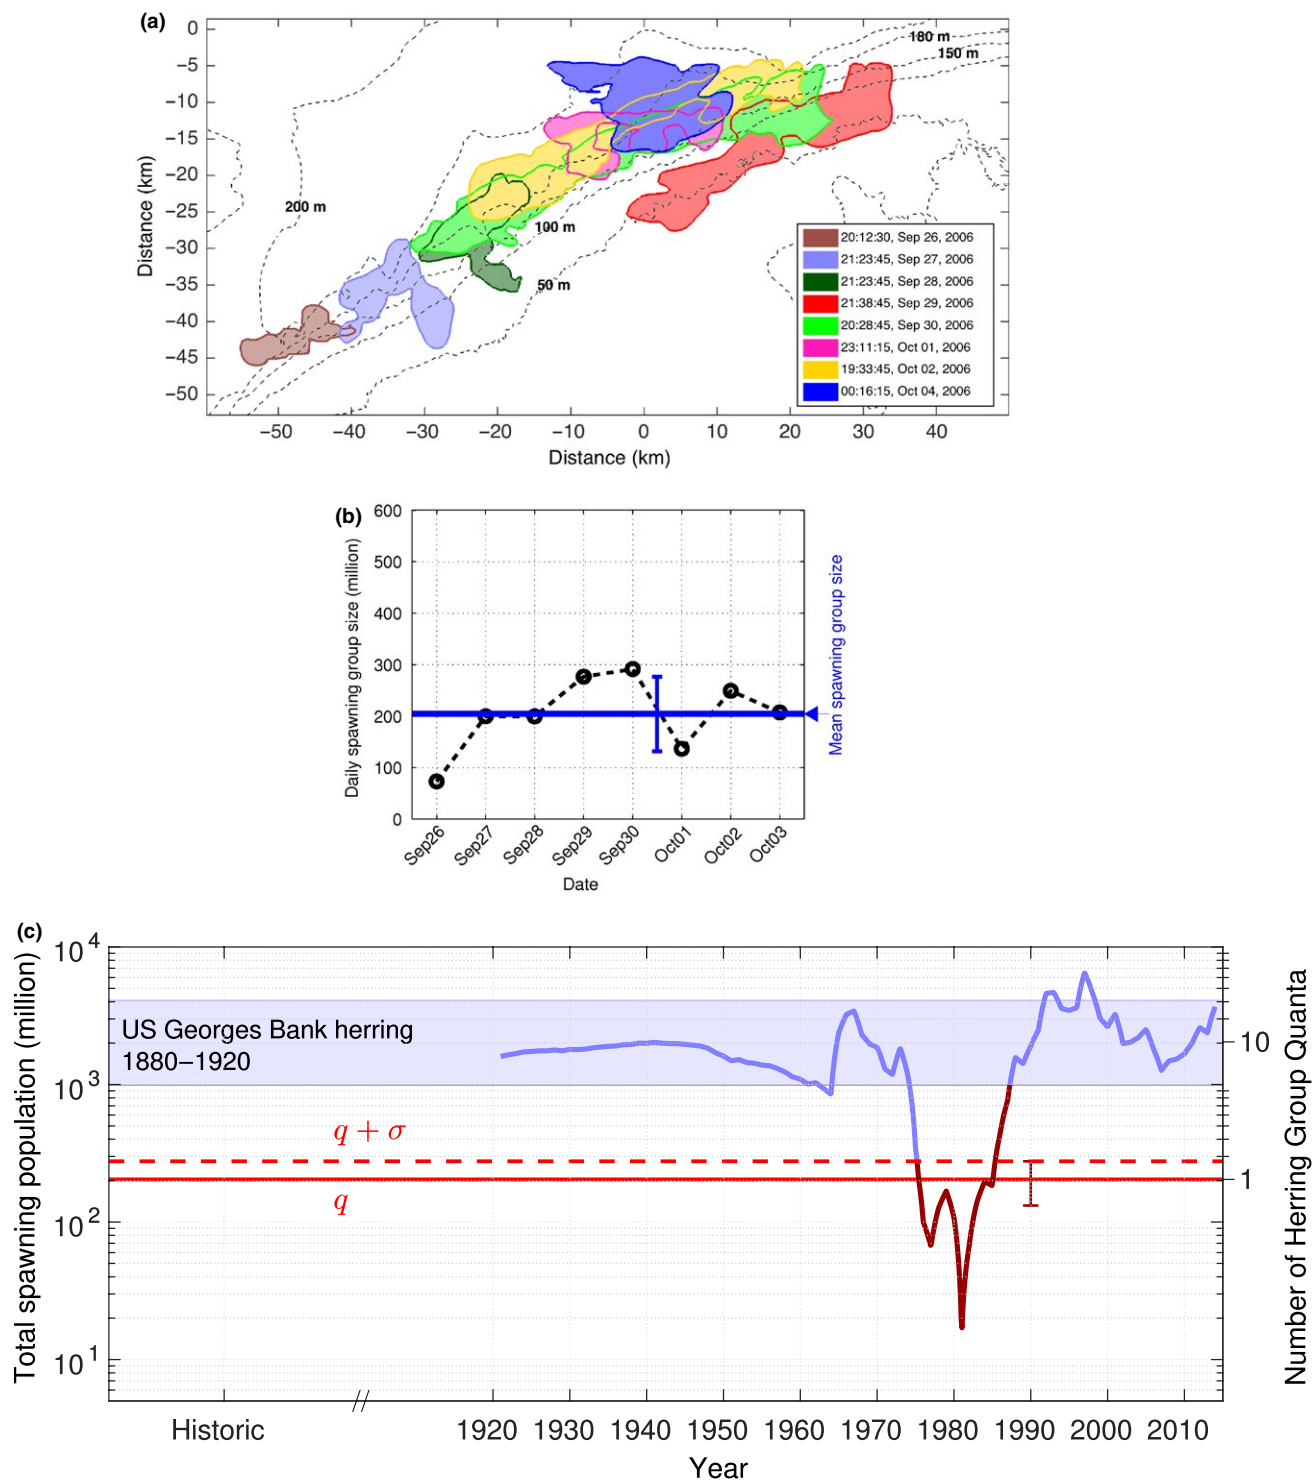 (a)
0
−5
−10
−15
−20
−25
−30
−35
−40
−45
−50
Distance (km)
180 m
150 m
200 m
100 m
50 m
20:12:30, Sep 26, 2006
21:23:45, Sep 27, 2006
21:23:45, Sep 28, 2006
21:38:45, Sep 29, 2006
20:28:45, Sep 30, 2006
23:11:15, Oct 01, 2006
19:33:45, Oct 02, 2006
00:16:15, Oct 04, 2006
−50 −40 −30 −20 −10 0 10 20 30 40
Distance (km)
(b)
600
500
400
300
200
100
0
Daily spawning group size (million)
Mean spawning group size
Sep26 Sep27 Sep28 Sep29 Sep30 Oct01 Oct02 Oct03
Date
(c)
10^4
10^3
10^2
10^1
Total spawning population (million)
US Georges Bank herring
1880−1920
q + σ
q
10
1
Number of Herring Group Quanta
Historic 1920 1930 1940 1950 1960 1970 1980 1990 2000 2010
Year